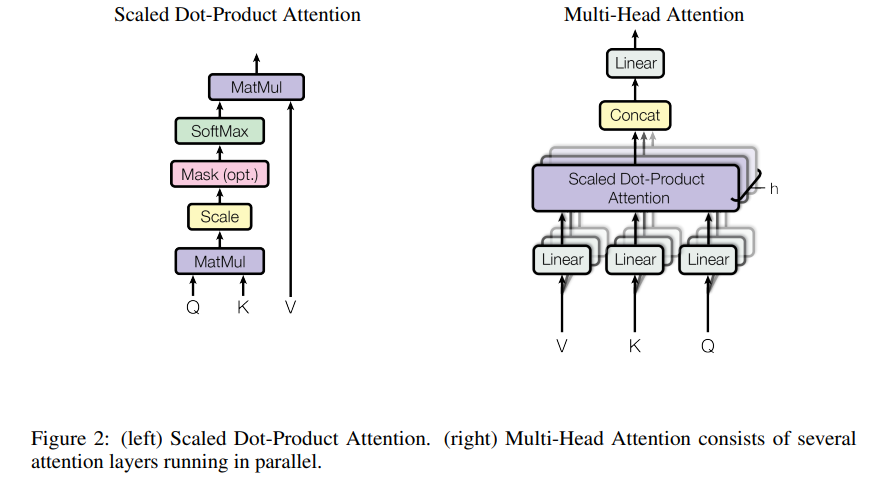 Scaled Dot-Product Attention
MatMul
SoftMax
Mask (opt.)
Scale
MatMul
Q K V
Multi-Head Attention
Linear
Concat
Scaled Dot-Product
Attention
h
Linear Linear Linear
V K Q
Figure 2: (left) Scaled Dot-Product Attention. (right) Multi-Head Attention consists of several
attention layers running in parallel.